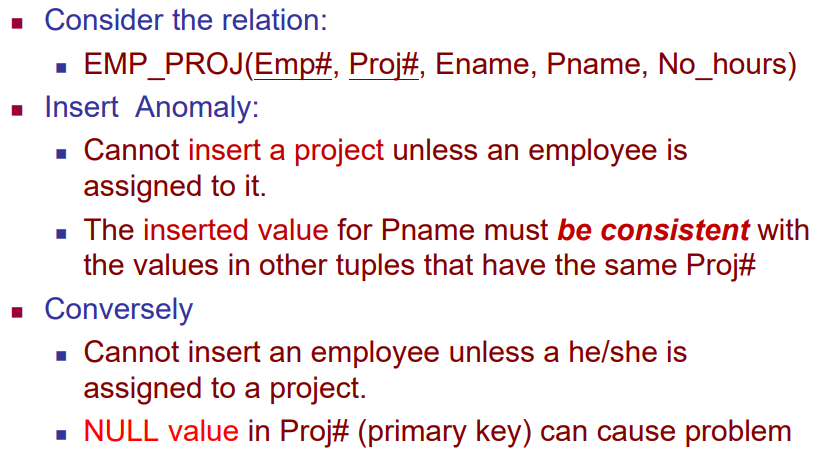 Consider the relation:
EMP_PROJ(Emp#, Proj#, Ename, Pname, No_hours)
Insert Anomaly:
Cannot insert a project unless an employee is
assigned to it.
The inserted value for Pname must be consistent with
the values in other tuples that have the same Proj#
Conversely
Cannot insert an employee unless a he/she is
assigned to a project.
NULL value in Proj# (primary key) can cause problem